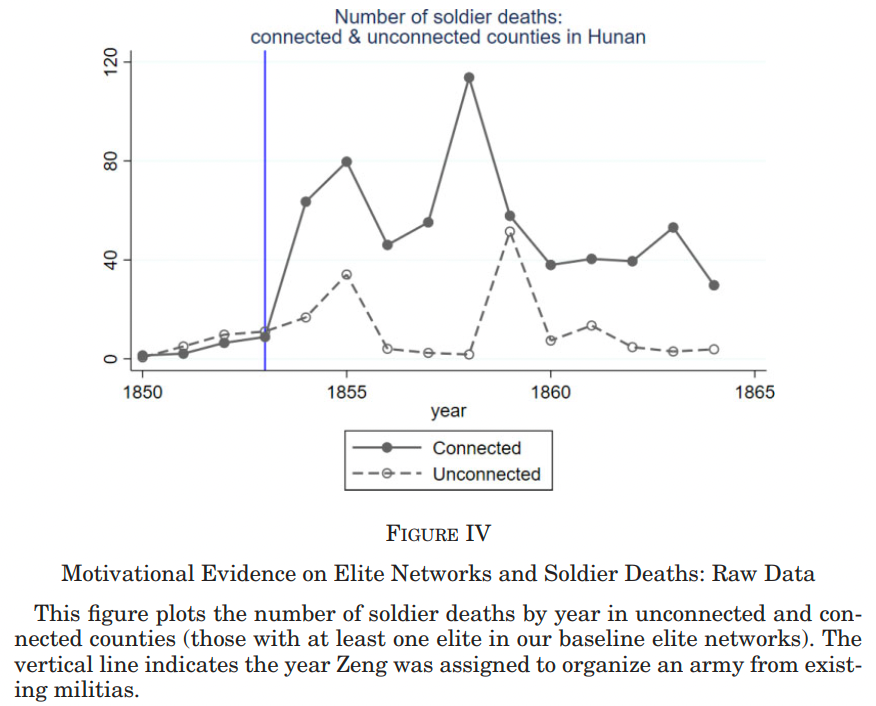 Number of soldier deaths:
connected & unconnected counties in Hunan
120
80
40
0
1850
1855
1860
1865
year
Connected
Unconnected
FIGURE IV
Motivational Evidence on Elite Networks and Soldier Deaths: Raw Data
This figure plots the number of soldier deaths by year in unconnected and con-
nected counties (those with at least one elite in our baseline elite networks). The
vertical line indicates the year Zeng was assigned to organize an army from exist-
ing militias.